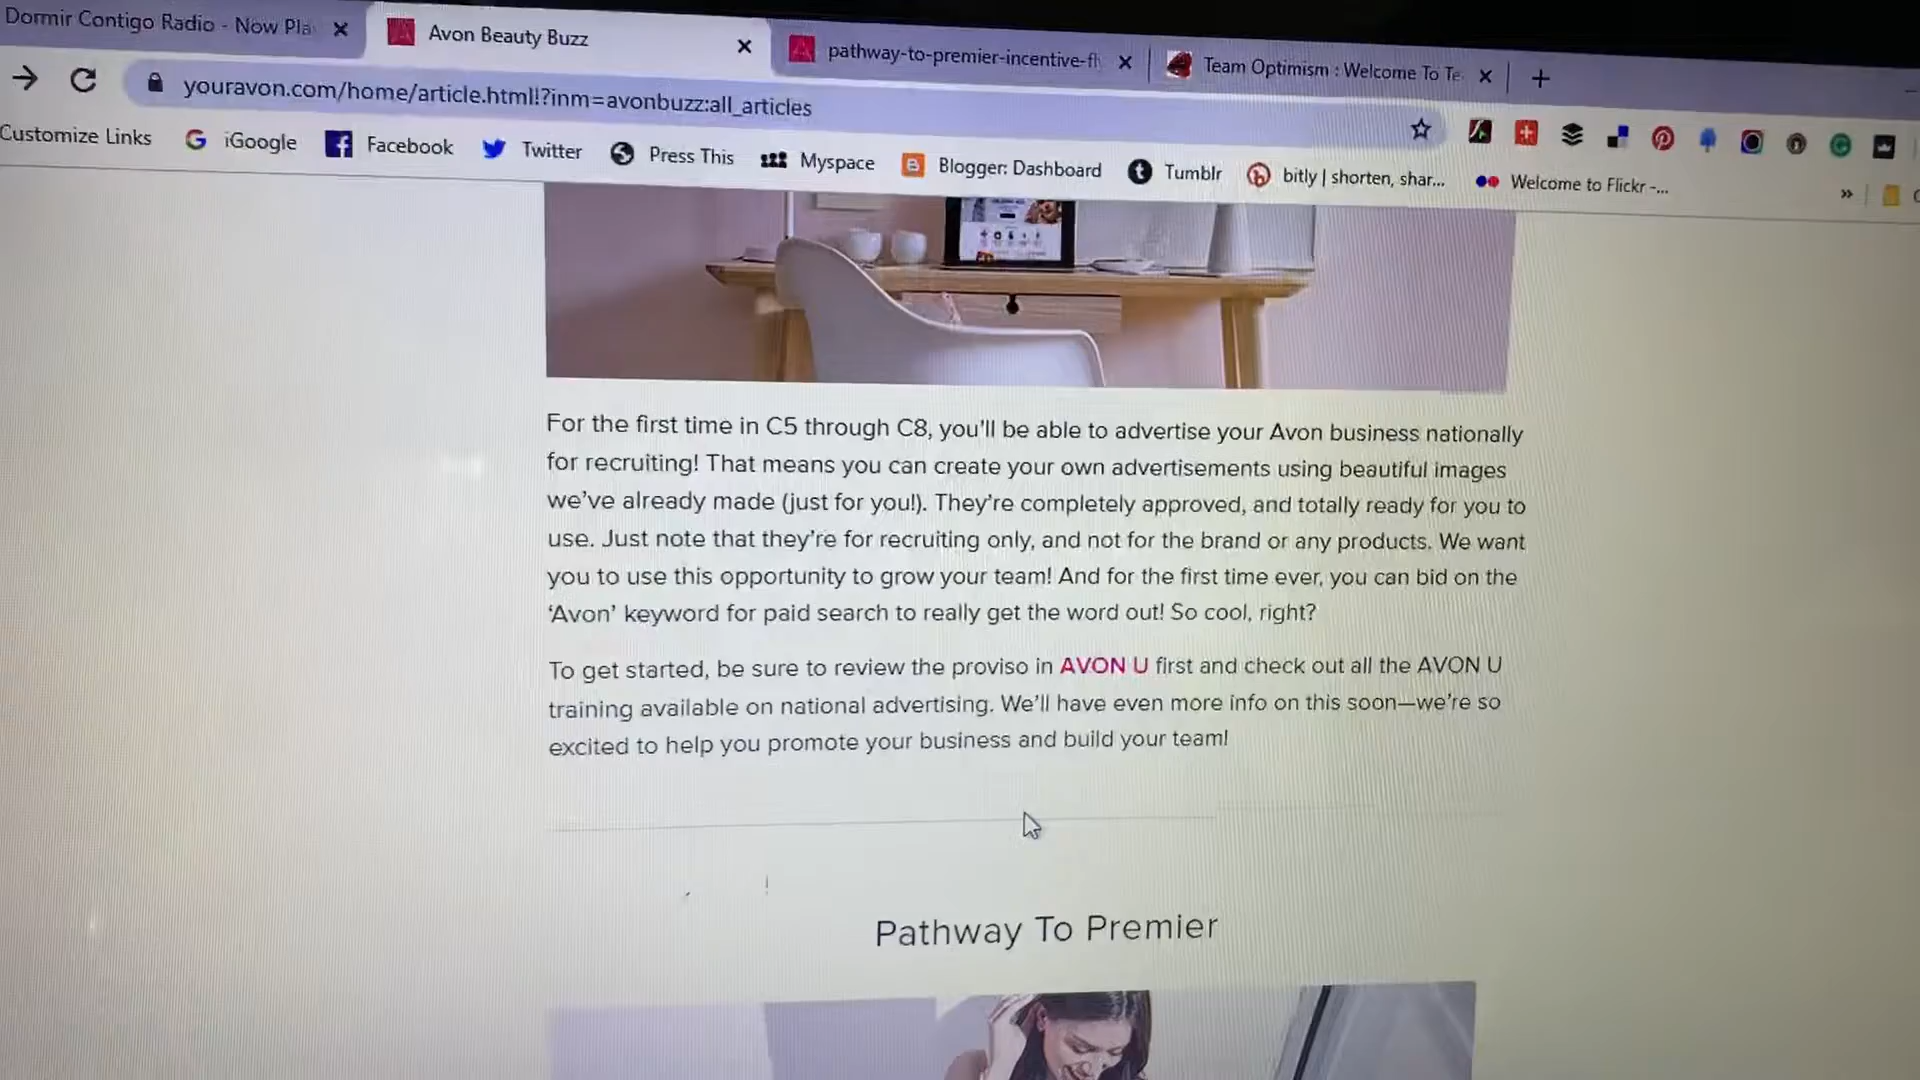 Dormir Contigo Radio - Now Pla
Avon Beauty Buzz
pathway-to-premier-incentive-fl
Team Optimism : Welcome To Te
youravon.com/home/article.html!?inm=avonbuzz:all_articles
Customize Links
iGoogle
Facebook
Twitter
Press This
Myspace
Blogger: Dashboard
Tumblr
bitly | shorten, shar...
Welcome to Flickr -...
For the first time in C5 through C8, you'll be able to advertise your Avon business nationally
for recruiting! That means you can create your own advertisements using beautiful images
we've already made (just for you!). They're completely approved, and totally ready for you to
use. Just note that they're for recruiting only, and not for the brand or any products. We want
you to use this opportunity to grow your team! And for the first time ever, you can bid on the
'Avon' keyword for paid search to really get the word out! So cool, right?
To get started, be sure to review the proviso in AVON U first and check out all the AVON U
training available on national advertising. We'll have even more info on this soon—we're so
excited to help you promote your business and build your team!
Pathway To Premier